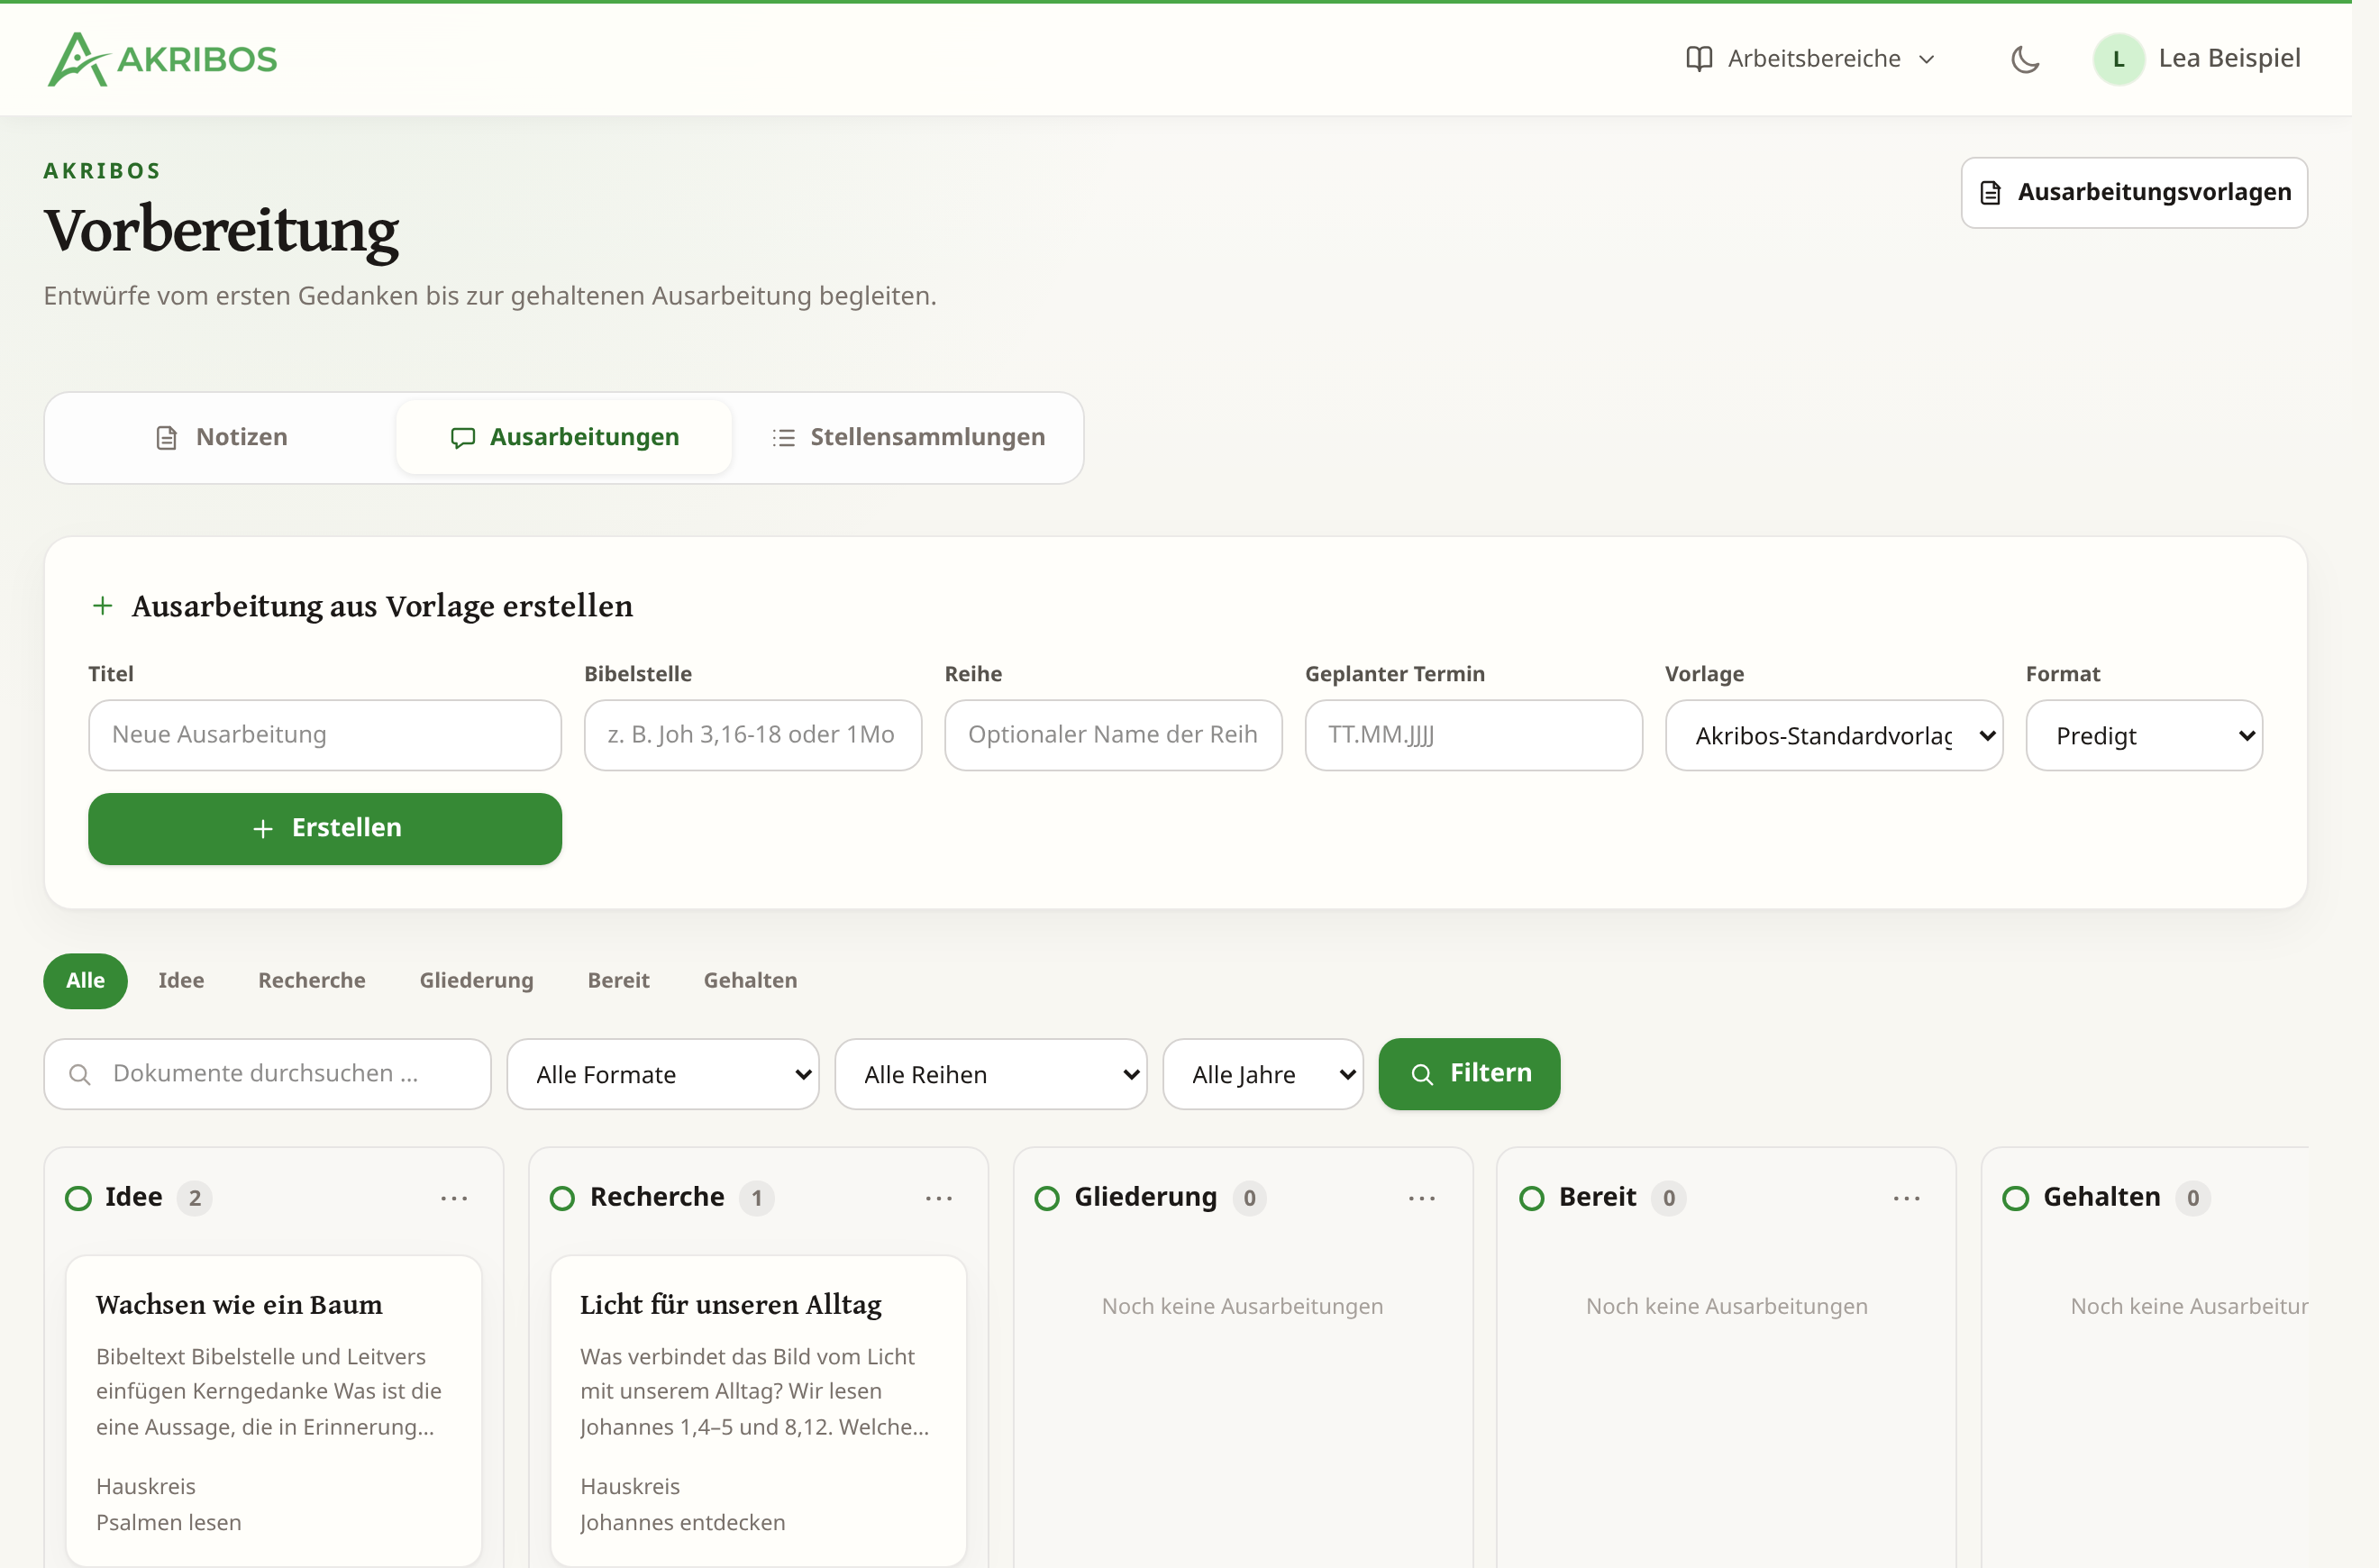 AKRIBOS
Arbeitsbereiche
L
Lea Beispiel
AKRIBOS
Vorbereitung
Entwürfe vom ersten Gedanken bis zur gehaltenen Ausarbeitung begleiten.
Ausarbeitungsvorlagen
Notizen
Ausarbeitungen
Stellensammlungen
Ausarbeitung aus Vorlage erstellen
Titel
Bibelstelle
Reihe
Geplanter Termin
Vorlage
Format
Neue Ausarbeitung
z. B. Joh 3,16-18 oder 1Mo
Optionaler Name der Reih
TT.MM.JJJJ
Akribos-Standardvorlag
Predigt
Erstellen
Alle
Idee
Recherche
Gliederung
Bereit
Gehalten
Dokumente durchsuchen ...
Alle Formate
Alle Reihen
Alle Jahre
Filtern
Idee 2
Recherche 1
Gliederung 0
Bereit 0
Gehalten 0
Wachsen wie ein Baum
Bibeltext Bibelstelle und Leitvers
einfügen Kerngedanke Was ist die
eine Aussage, die in Erinnerung...
Hauskreis
Psalmen lesen
Licht für unseren Alltag
Was verbindet das Bild vom Licht
mit unserem Alltag? Wir lesen
Johannes 1,4–5 und 8,12. Welche...
Hauskreis
Johannes entdecken
Noch keine Ausarbeitungen
Noch keine Ausarbeitungen
Noch keine Ausarbeitur